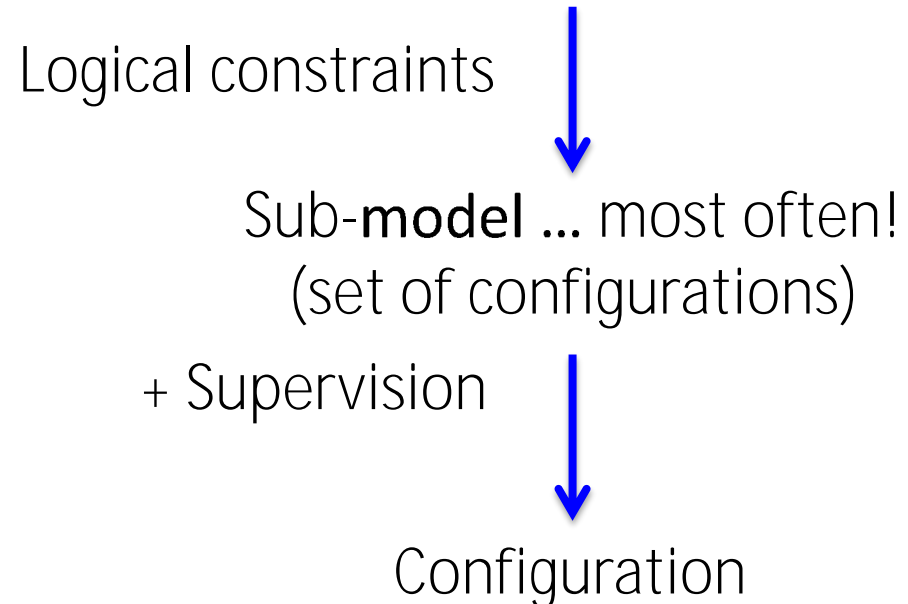 Logical constraints
Sub-model ... most often!
(set of configurations)
+ Supervision
Configuration